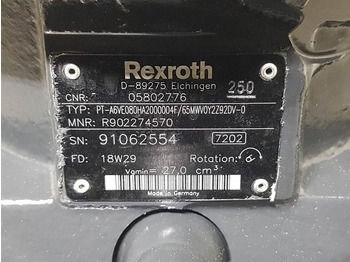 Rexroth
D-89275 Elchingen 250
CNR: 05802776
TYP: PT-A6VE080HA2000004F/65MWV0Y2Z92DV-0
MNR: R902274570
SN: 91062554 7202
FD: 18W29 Rotation:
Vgmin= 27,0 cm³
Made in Germany